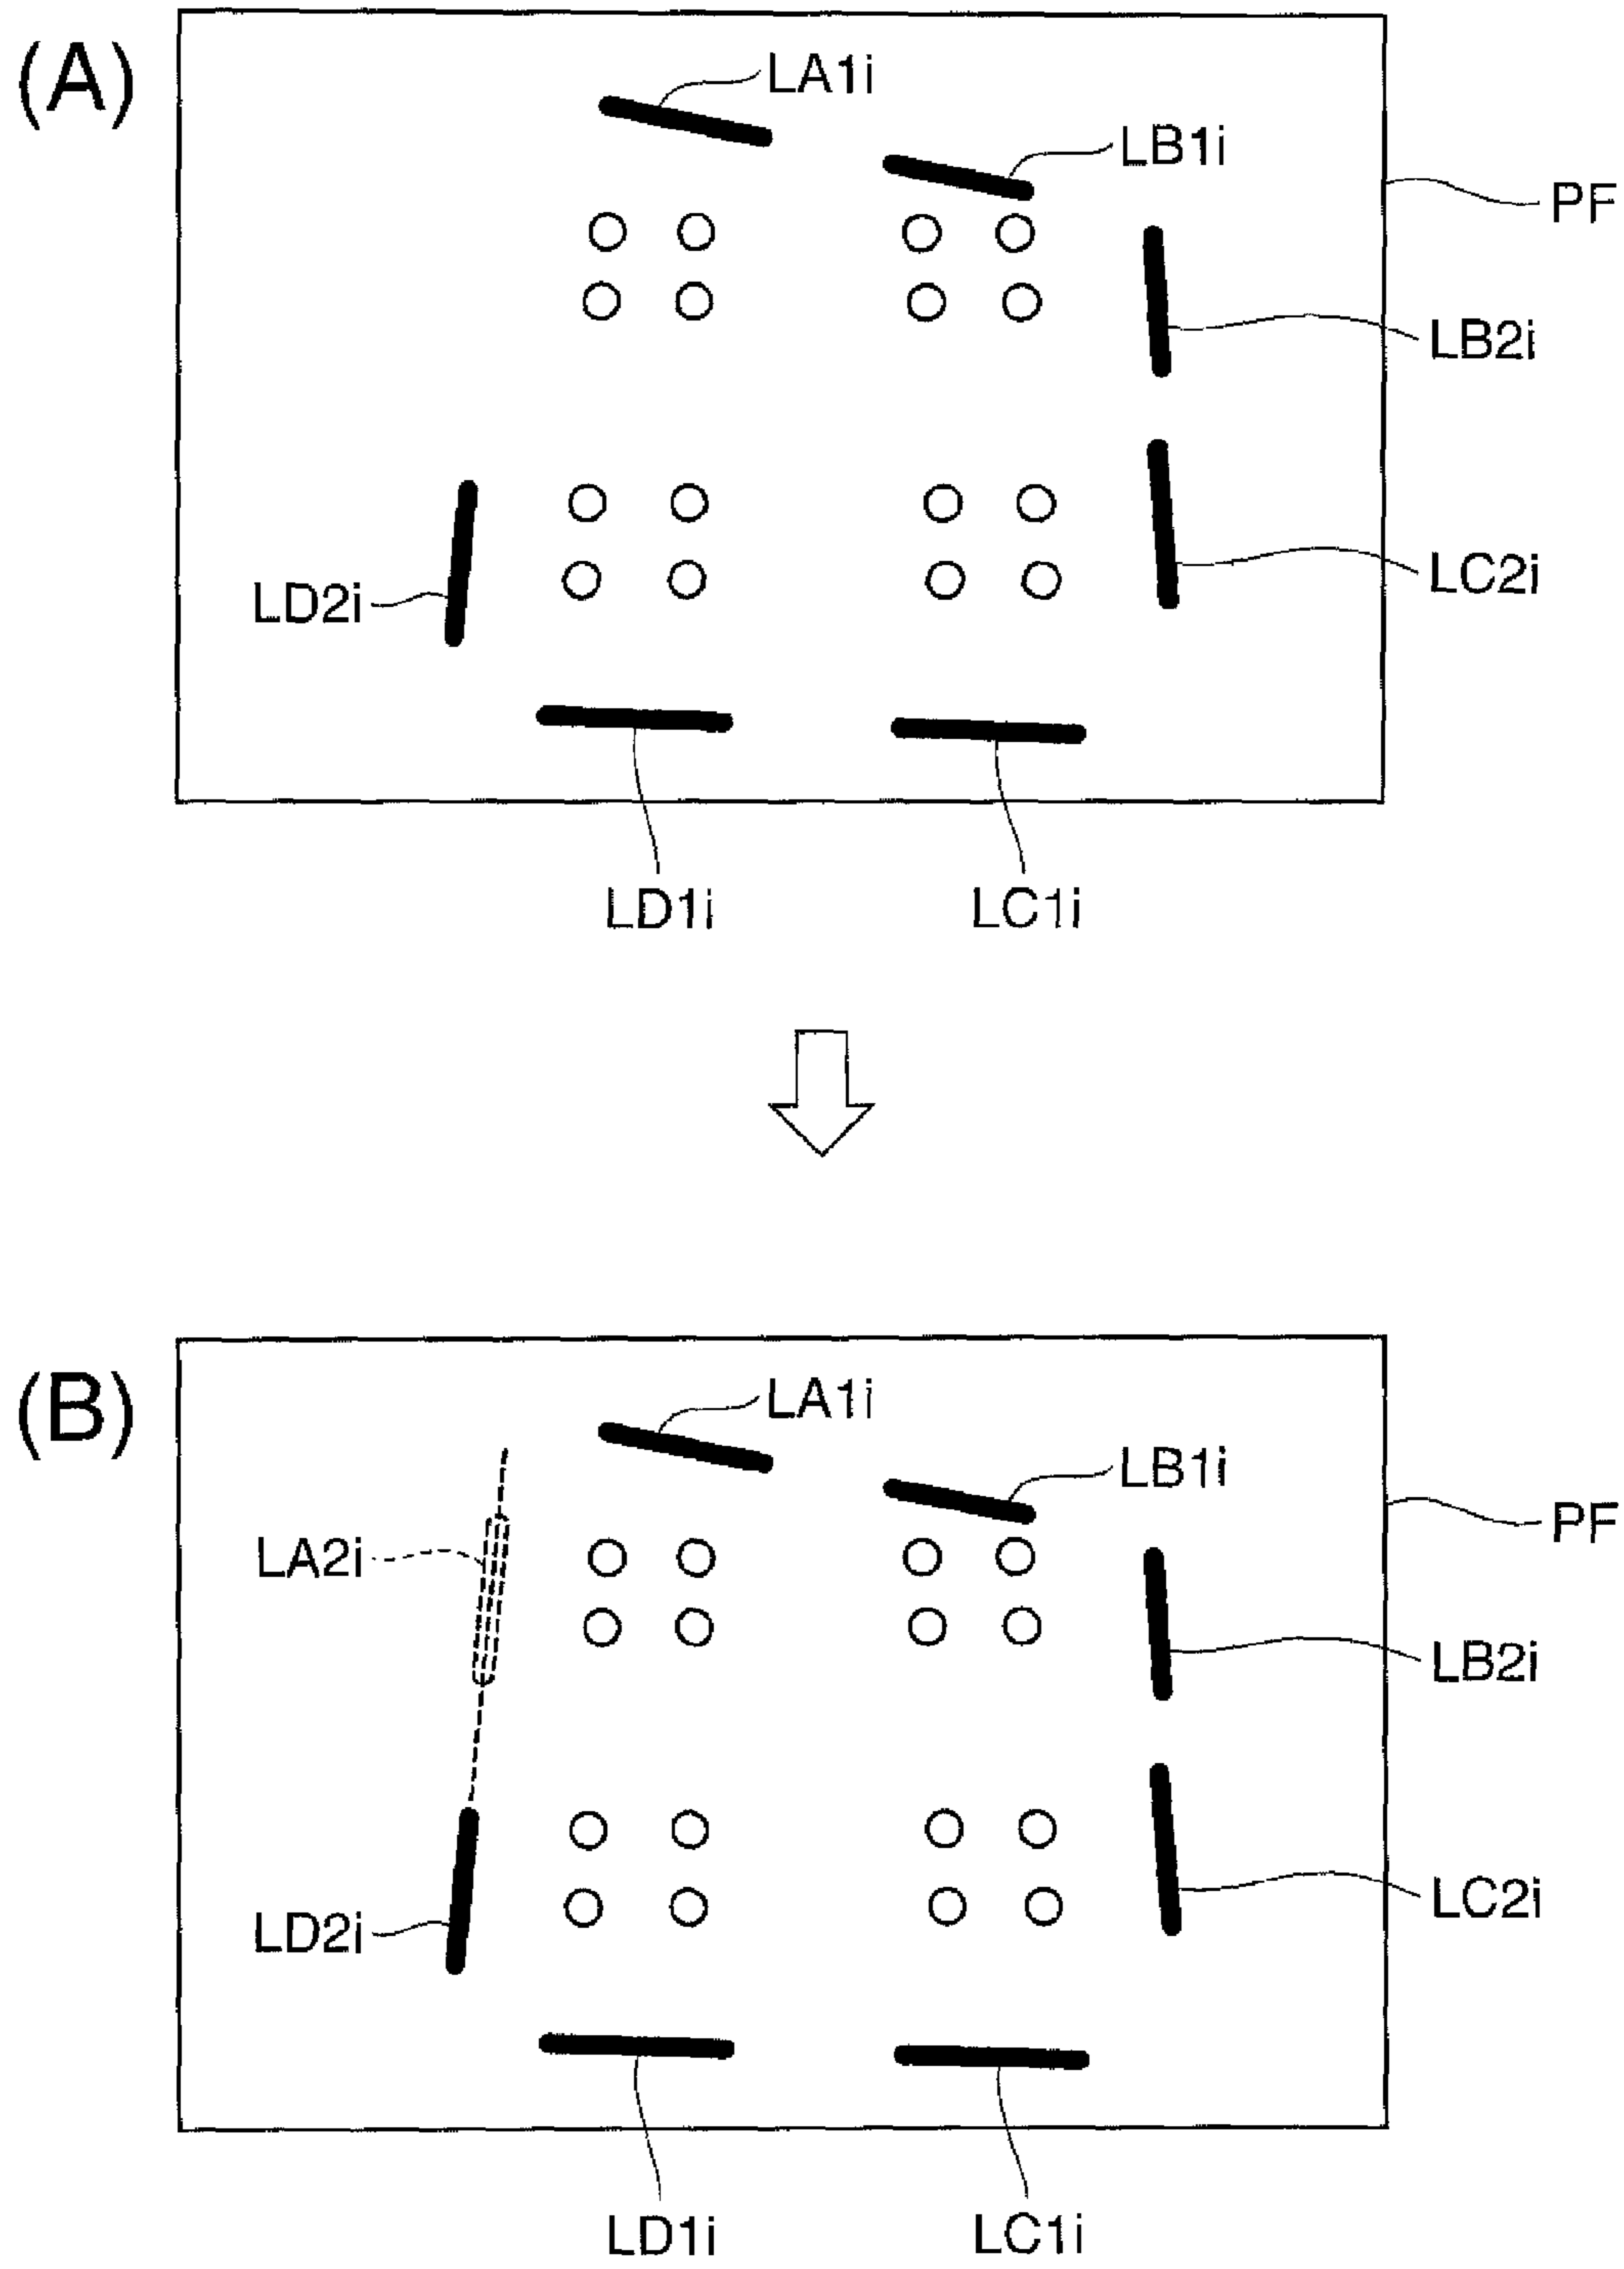 (A)
LA1i
LB1i
PF
LB2i
LC2i
LD2i
LD1i
LC1i
(B)
LA1i
LB1i
PF
LA2i
LB2i
LC2i
LD2i
LD1i
LC1i